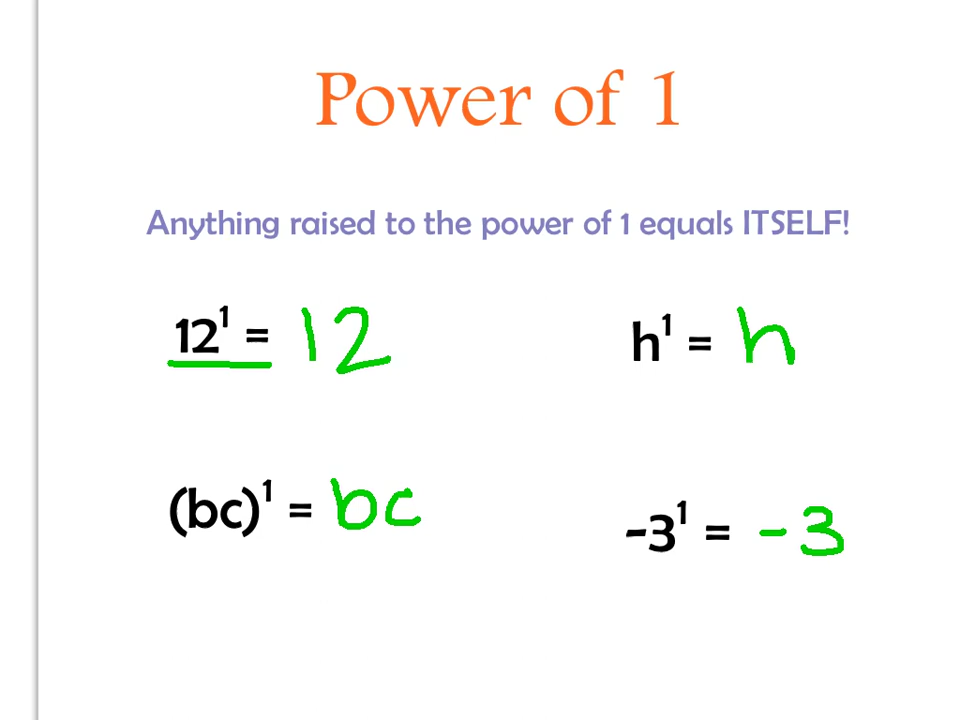 Power of 1
Anything raised to the power of 1 equals ITSELF!
12¹ = 12
h¹ = h
(bc)¹ = bc
-3¹ = -3